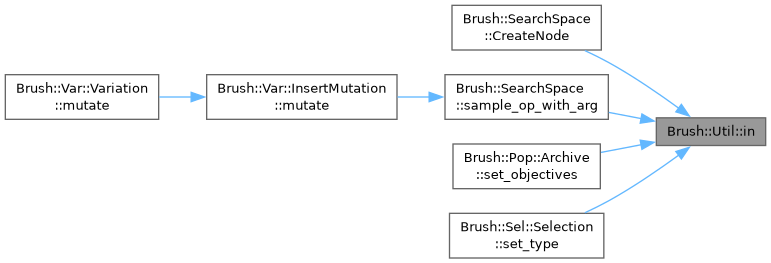 Brush::SearchSpace
::CreateNode
Brush::Var::Variation
::mutate
Brush::Var::InsertMutation
::mutate
Brush::SearchSpace
::sample_op_with_arg
Brush::Util::in
Brush::Pop::Archive
::set_objectives
Brush::Sel::Selection
::set_type